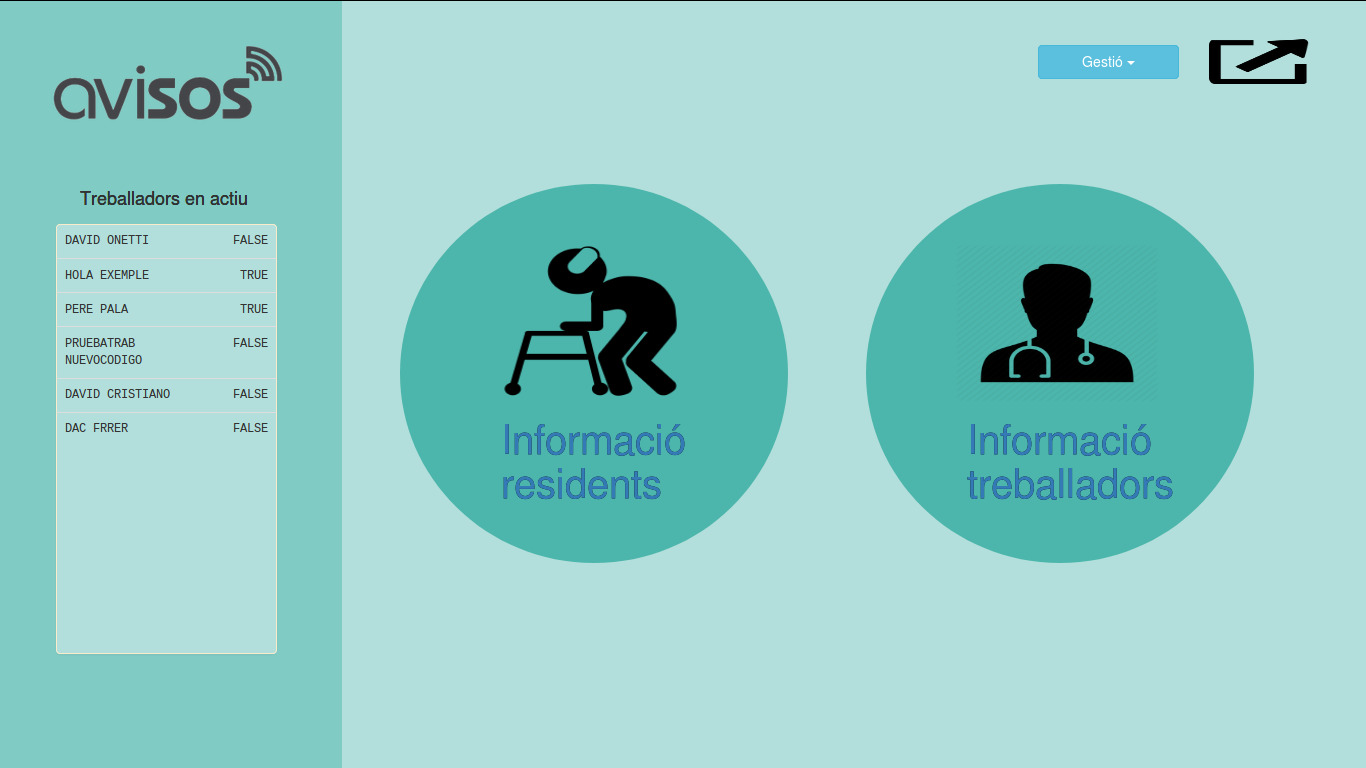 avisos
Gestió
Treballadors en actiu
DAVID ONETTI FALSE
HOLA EXEMPLE TRUE
PERE PALA TRUE
PRUEBATRAB FALSE
NUEVOCODIGO
DAVID CRISTIANO FALSE
DAC FRRER FALSE
Informació
residents
Informació
treballadors